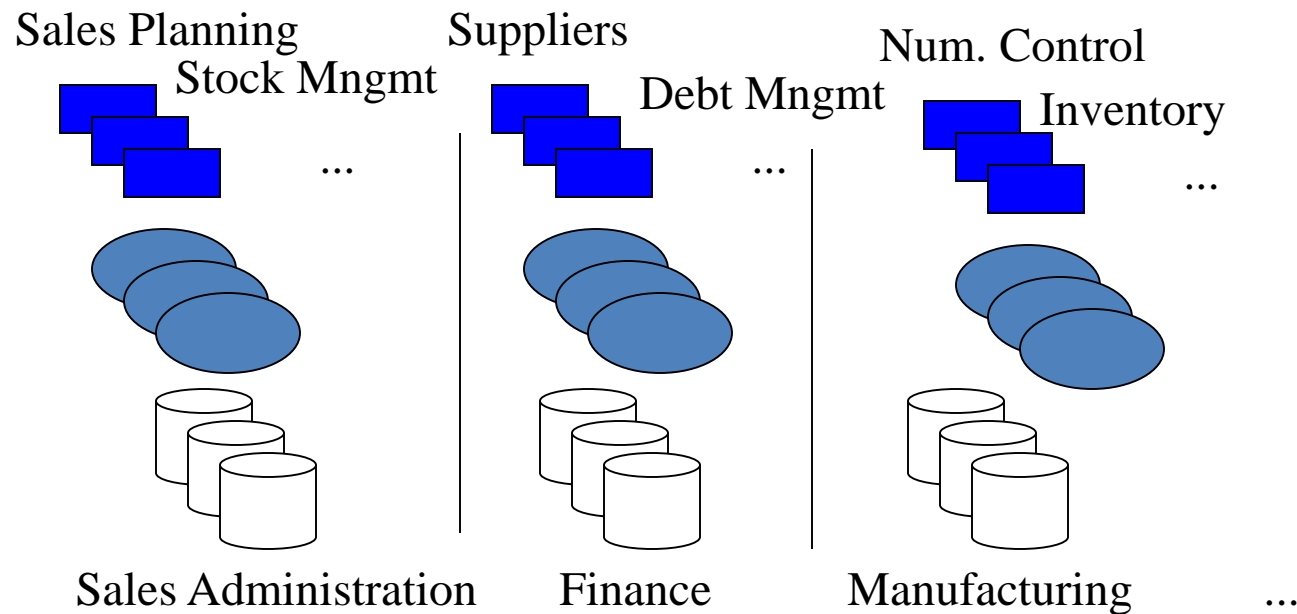 Sales Planning
Stock Mngmt
...
Suppliers
Debt Mngmt
...
Num. Control
Inventory
...
Sales Administration
Finance
Manufacturing
...